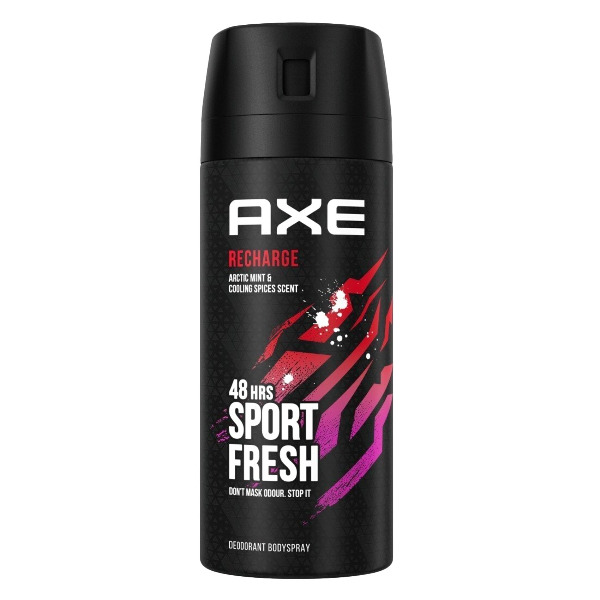 AXE
RECHARGE
ARCTIC MINT &
COOLING SPICES SCENT
48 HRS
SPORT
FRESH
DON'T MASK ODOUR. STOP IT
DEODORANT BODYSPRAY